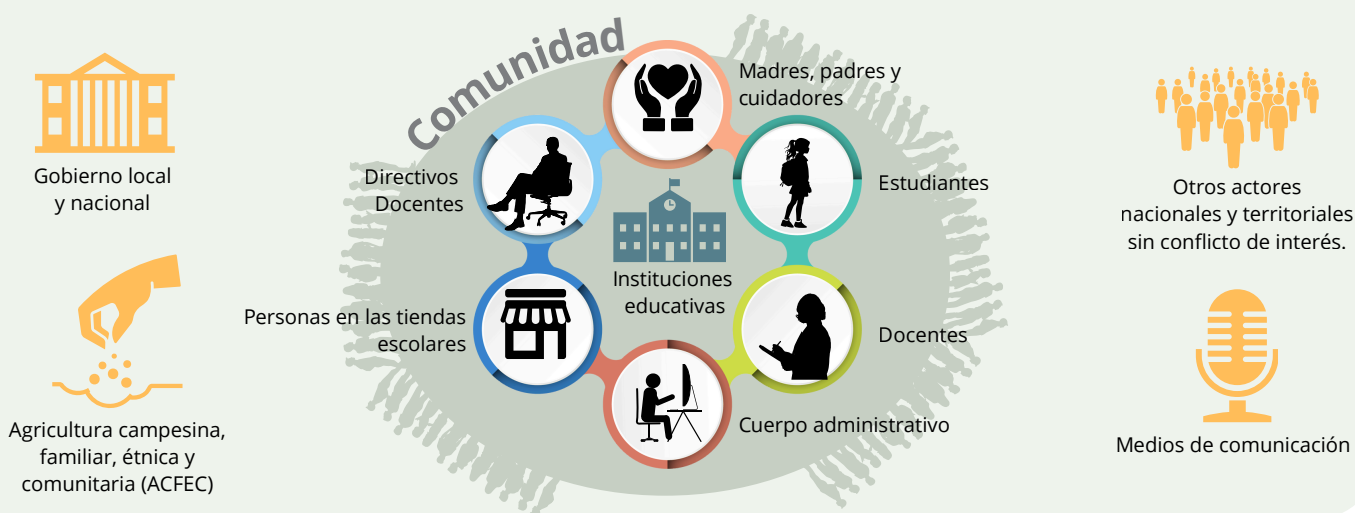 Comunidad
Gobierno local
y nacional
Agricultura campesina,
familiar, étnica y
comunitaria (ACFEC)
Madres, padres y
cuidadores
Directivos
Docentes
Estudiantes
Instituciones
educativas
Personas en las tiendas
escolares
Docentes
Cuerpo administrativo
Otros actores
nacionales y territoriales
sin conflicto de interés.
Medios de comunicación